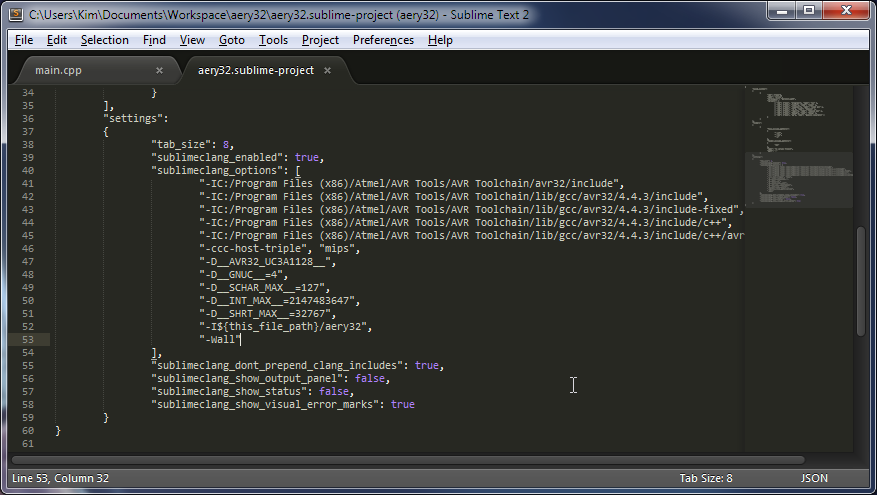 C:\Users\Kim\Documents\Workspace\aery32\aery32.sublime-project (aery32) - Sublime Text 2
File Edit Selection Find View Goto Tools Project Preferences Help
main.cpp × aery32.sublime-project ×
34 }
35 ],
36 "settings":
37 {
38 "tab_size": 8,
39 "sublimeclang_enabled": true,
40 "sublimeclang_options": [
41 "-IC:/Program Files (x86)/Atmel/AVR Tools/AVR Toolchain/avr32/include",
42 "-IC:/Program Files (x86)/Atmel/AVR Tools/AVR Toolchain/lib/gcc/avr32/4.4.3/include",
43 "-IC:/Program Files (x86)/Atmel/AVR Tools/AVR Toolchain/lib/gcc/avr32/4.4.3/include-fixed",
44 "-IC:/Program Files (x86)/Atmel/AVR Tools/AVR Toolchain/lib/gcc/avr32/4.4.3/include/c++",
45 "-IC:/Program Files (x86)/Atmel/AVR Tools/AVR Toolchain/lib/gcc/avr32/4.4.3/include/c++/avr
46 "-ccc-host-triple", "mips",
47 "-D__AVR32_UC3A1128__",
48 "-D__GNUC__=4",
49 "-D__SCHAR_MAX__=127",
50 "-D__INT_MAX__=2147483647",
51 "-D__SHRT_MAX__=32767",
52 "-I${this_file_path}/aery32",
53 "-Wall"
54 ],
55 "sublimeclang_dont_prepend_clang_includes": true,
56 "sublimeclang_show_output_panel": false,
57 "sublimeclang_show_status": false,
58 "sublimeclang_show_visual_error_marks": true
59 }
60 }
61
Line 53, Column 32 Tab Size: 8 JSON